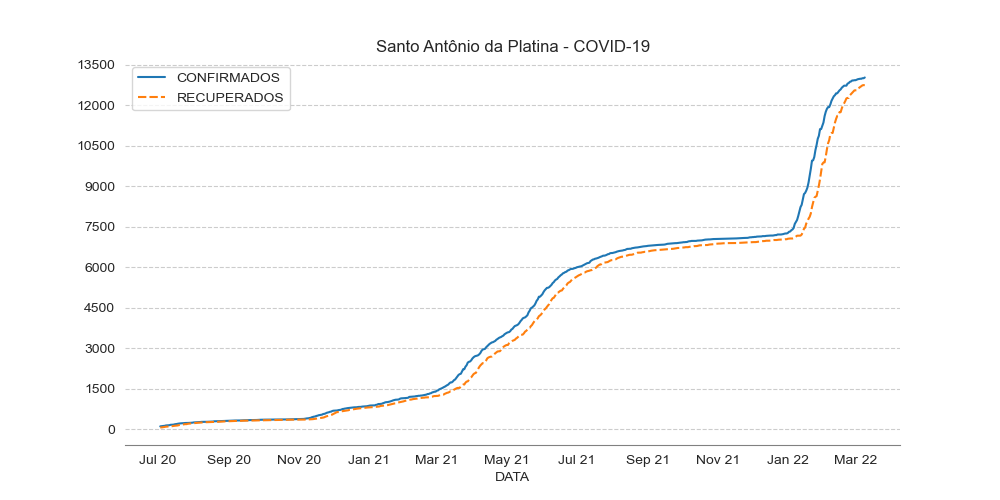 Santo Antônio da Platina - COVID-19
13500
12000
10500
9000
7500
6000
4500
3000
1500
0
CONFIRMADOS
RECUPERADOS
Jul 20 Sep 20 Nov 20 Jan 21 Mar 21 May 21 Jul 21 Sep 21 Nov 21 Jan 22 Mar 22
DATA